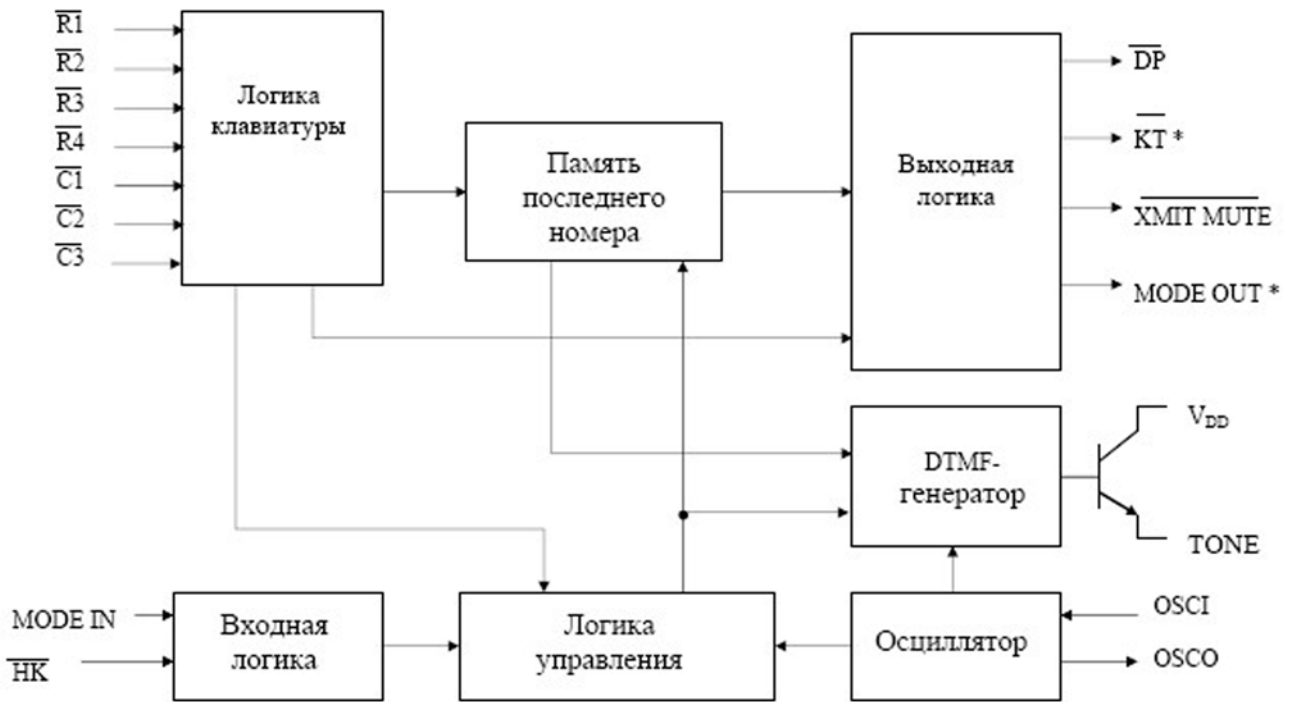 R1
R2
R3
R4
C1
C2
C3
Логика
клавиатуры
Память
последнего
номера
Выходная
логика
DP
KT *
XMIT MUTE
MODE OUT *
DTMF-
генератор
VDD
TONE
MODE IN
HK
Входная
логика
Логика
управления
Осциллятор
OSCI
OSCO